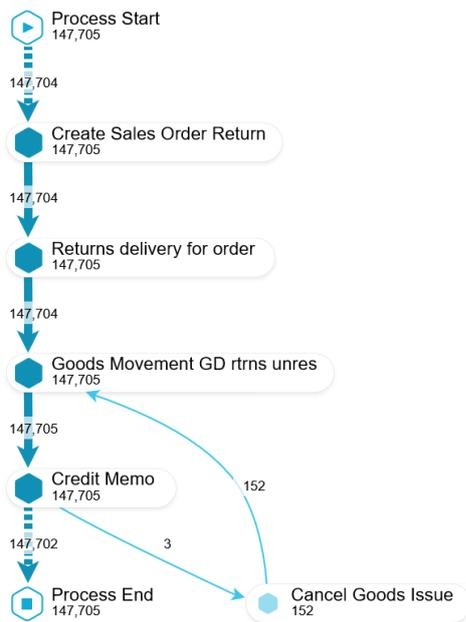 Process Start
147,705
147,704
Create Sales Order Return
147,705
147,704
Returns delivery for order
147,705
147,704
Goods Movement GD rtrns unres
147,705
147,705
152
Credit Memo
147,705
147,702
3
Process End
147,705
Cancel Goods Issue
152